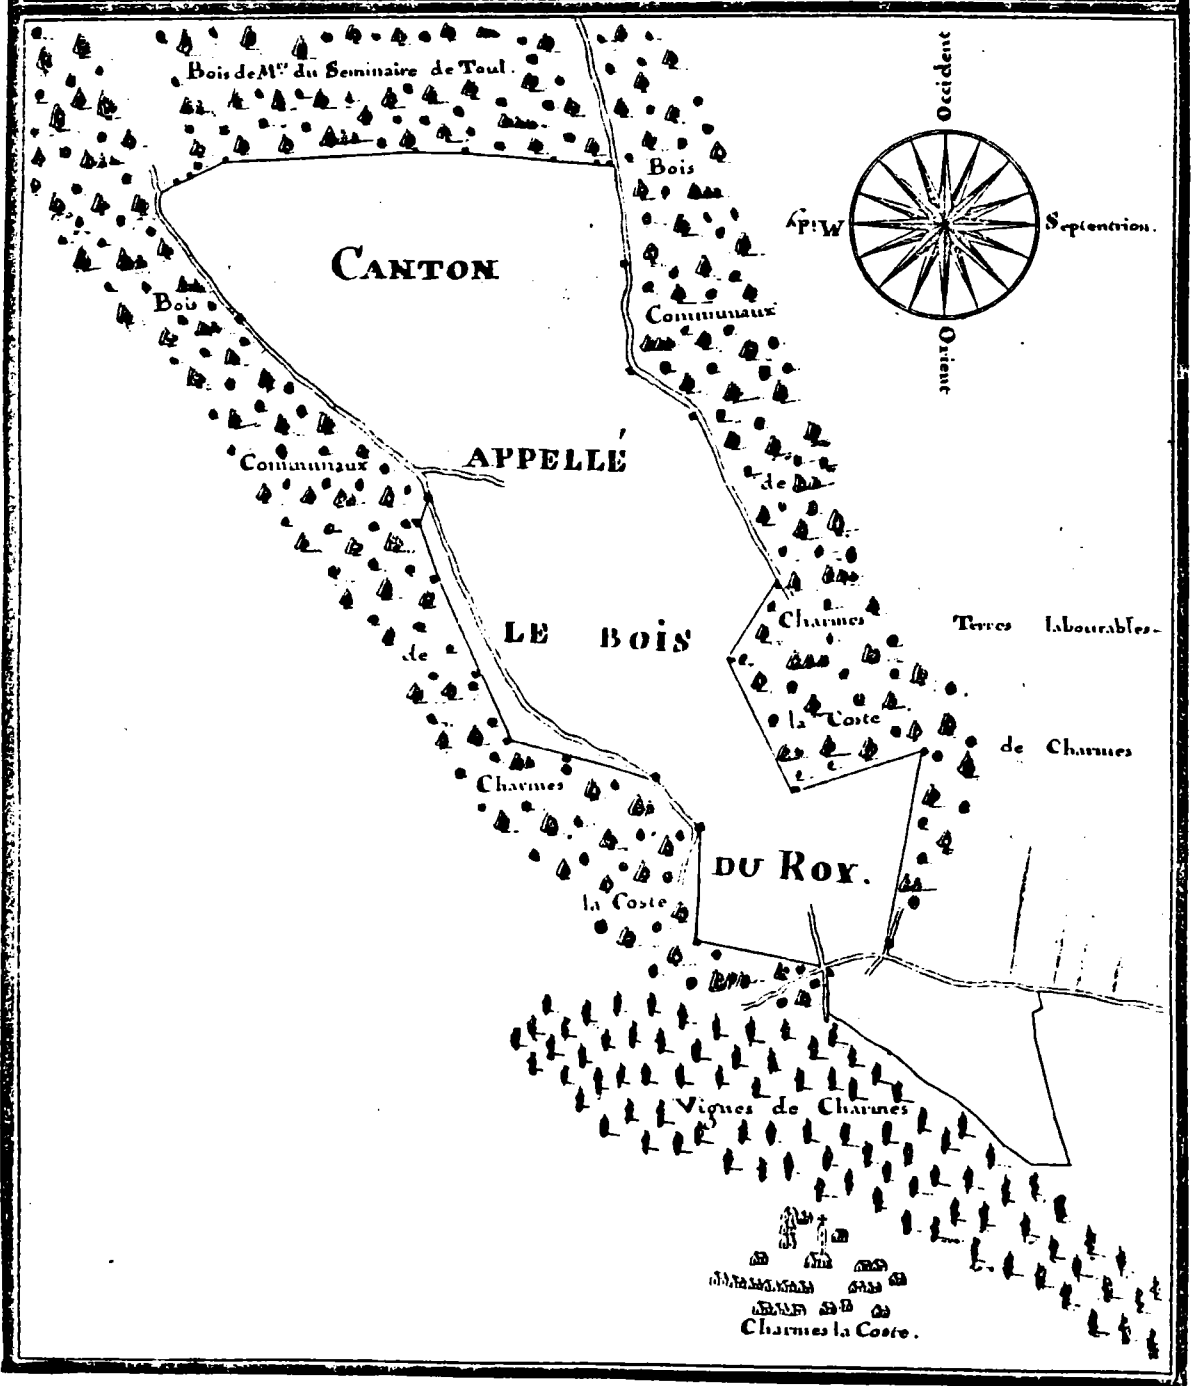 Bois de Mrs. du Seminaire de Toul.
Occident
Septentrion.
Midy
Orient
CANTON
APPELLÉ
LE BOIS
DU ROY.
Bois
Communaux
de
Charmes
la Coste
Bois
Communaux
de
Charmes
la Coste
Terres labourables
de Charmes
Vignes de Charmes
Charmes la Coste.